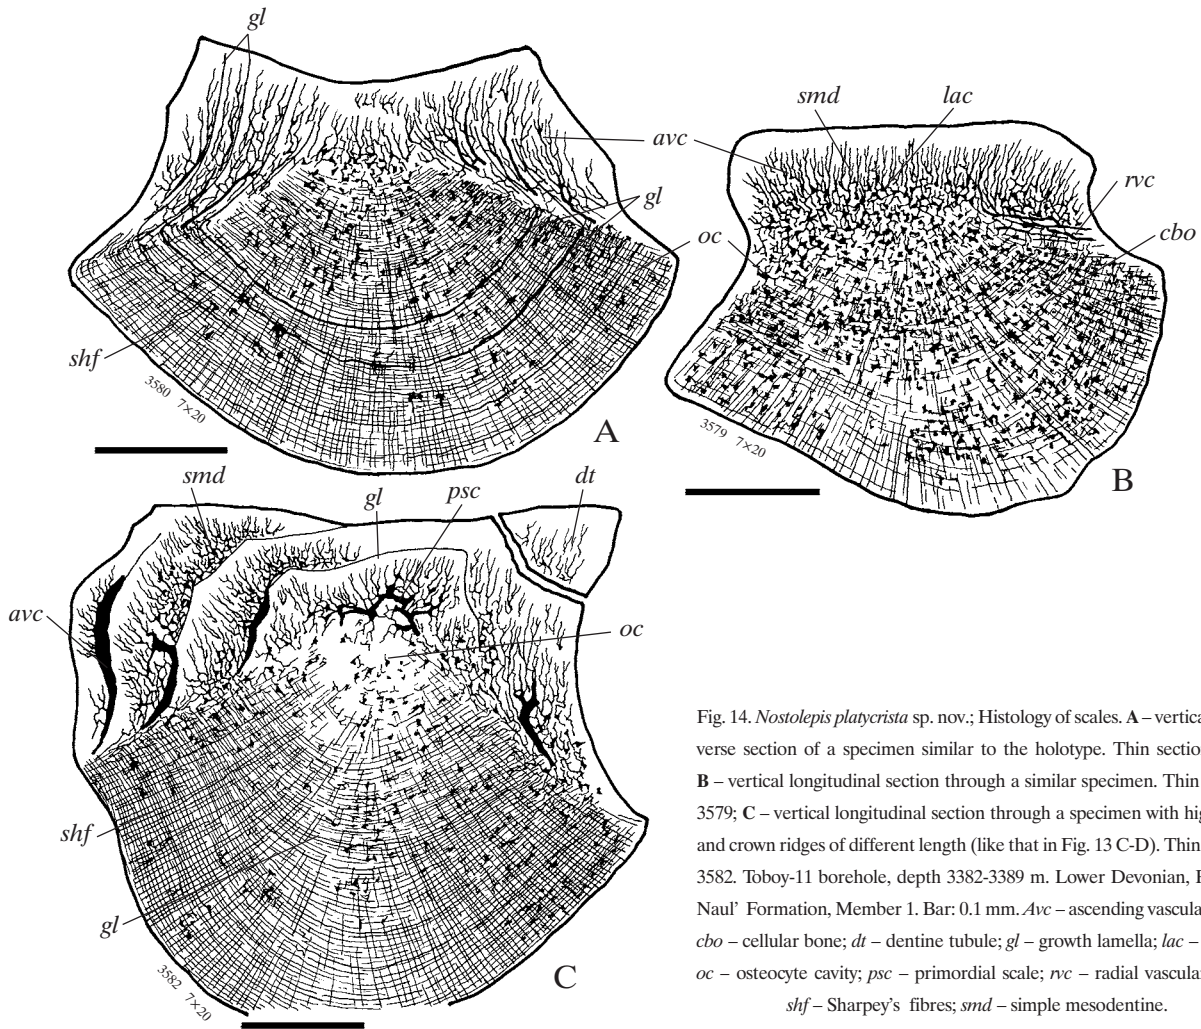 gl
smd
lac
avc
rvc
gl
oc
cbo
shf
3580 7×20
A
3579 7×20
B
smd
gl
psc
dt
avc
oc
shf
gl
3582 7×20
C
Fig. 14. Nostolepis platycrista sp. nov.; Histology of scales. A – vertica
verse section of a specimen similar to the holotype. Thin sectio
B – vertical longitudinal section through a similar specimen. Thin
3579; C – vertical longitudinal section through a specimen with hig
and crown ridges of different length (like that in Fig. 13 C-D). Thin
3582. Toboy-11 borehole, depth 3382-3389 m. Lower Devonian,
Naul’ Formation, Member 1. Bar: 0.1 mm. Avc – ascending vascula
cbo – cellular bone; dt – dentine tubule; gl – growth lamella; lac –
oc – osteocyte cavity; psc – primordial scale; rvc – radial vascula
shf – Sharpey’s fibres; smd – simple mesodentine.